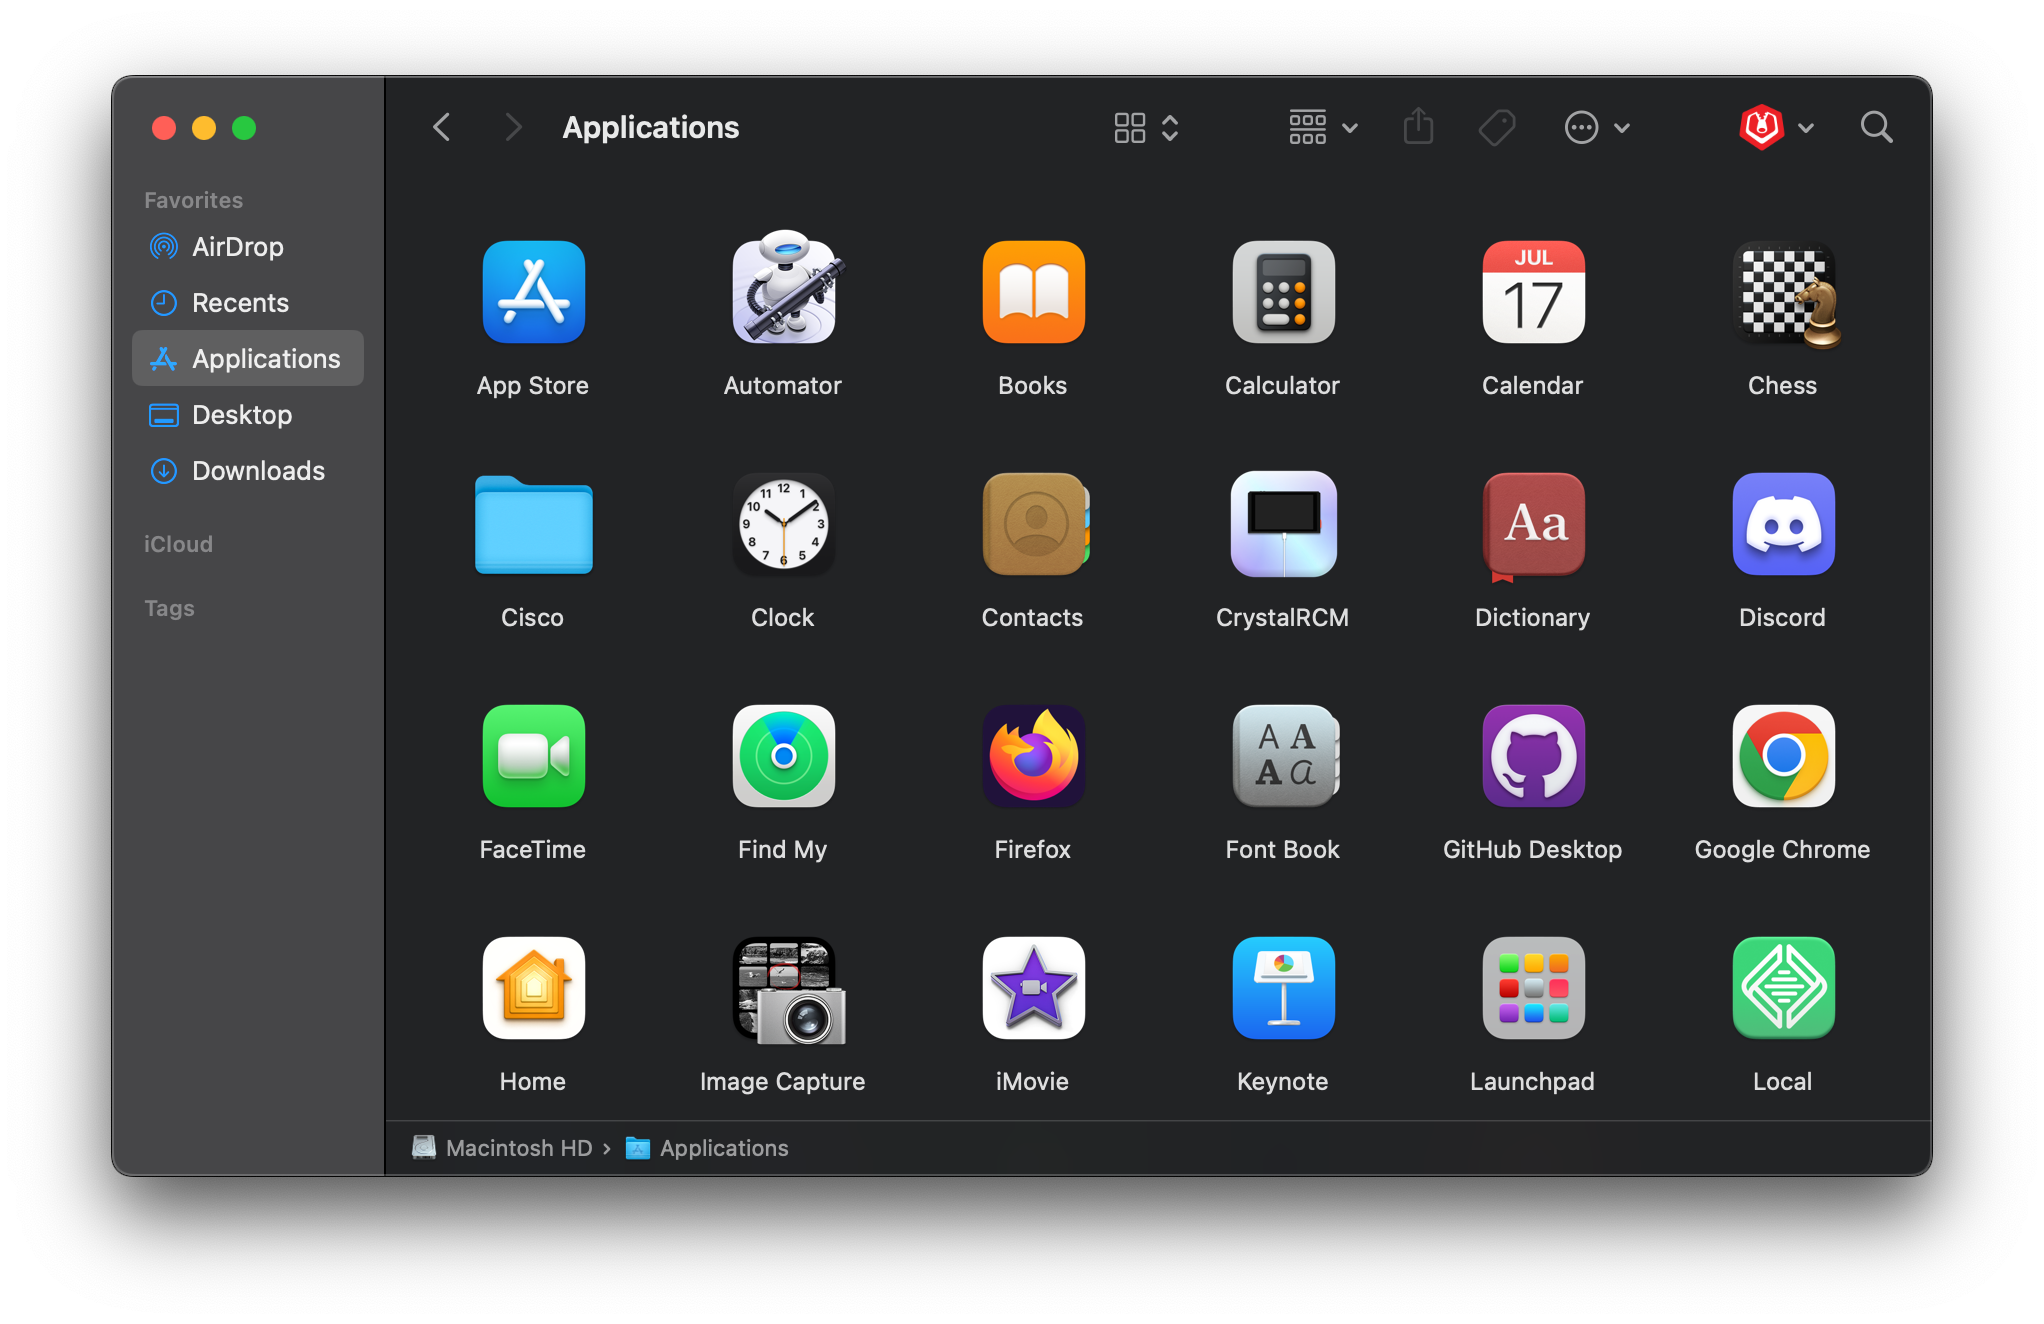 Applications
Favorites
AirDrop
Recents
Applications
Desktop
Downloads
iCloud
Tags
JUL
17
App Store
Automator
Books
Calculator
Calendar
Chess
12
11 1
10 2
9 3
8 4
7 5
6
Aa
Cisco
Clock
Contacts
CrystalRCM
Dictionary
Discord
A A
A a
FaceTime
Find My
Firefox
Font Book
GitHub Desktop
Google Chrome
Home
Image Capture
iMovie
Keynote
Launchpad
Local
Macintosh HD › Applications